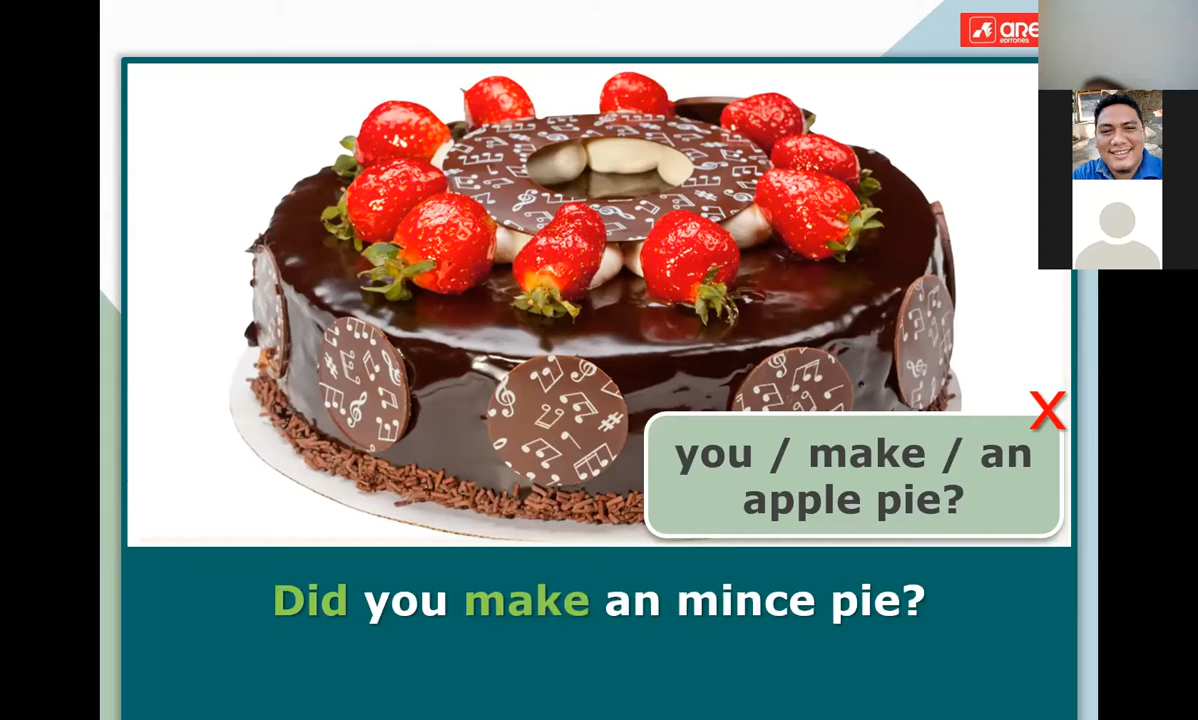 ARE
EDITORES
X
you / make / an
apple pie?
Did you make an mince pie?